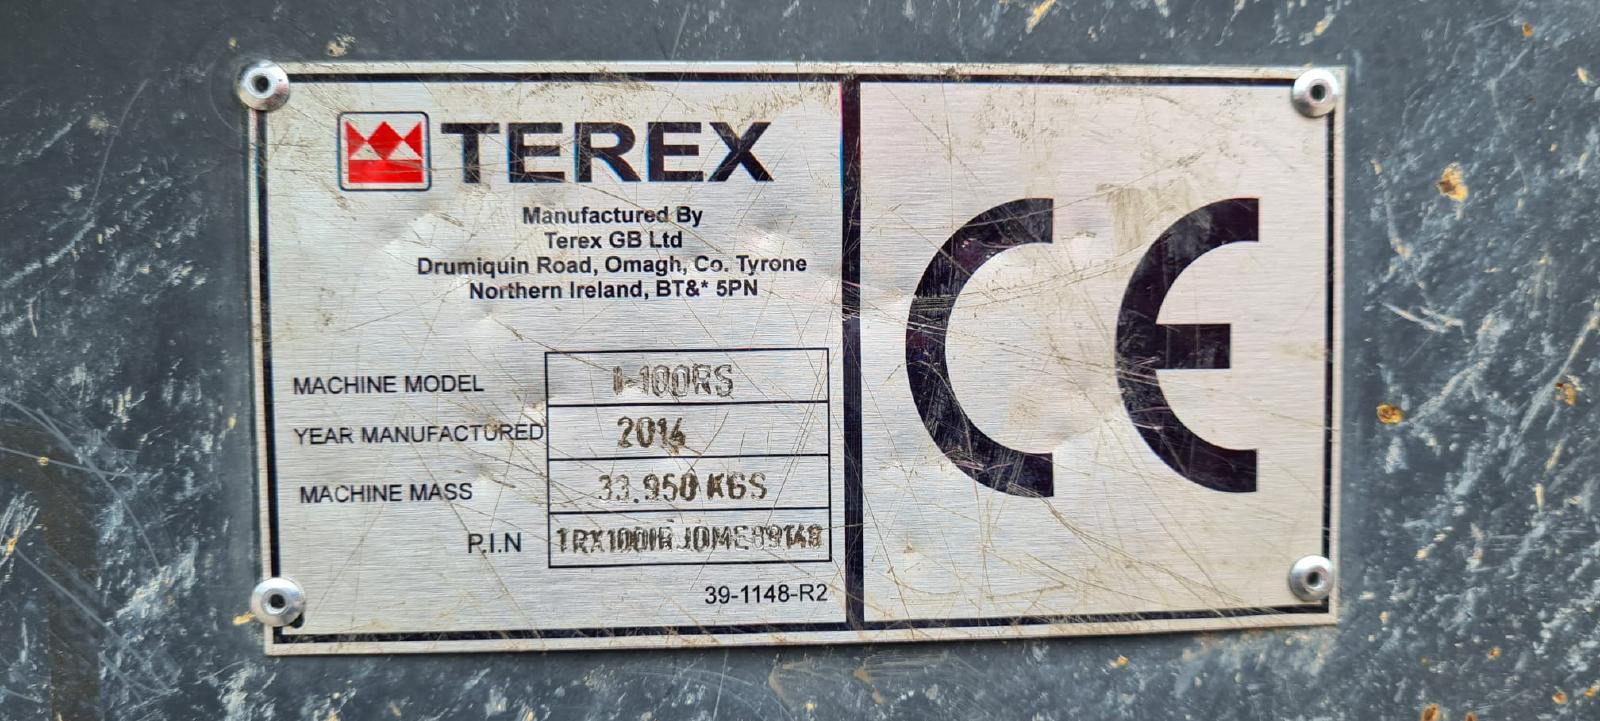 TEREX
Manufactured By
Terex GB Ltd
Drumiquin Road, Omagh, Co. Tyrone
Northern Ireland, BT&* 5PN
MACHINE MODEL I-100RS
YEAR MANUFACTURED 2014
MACHINE MASS 33.950 KGS
P.I.N
39-1148-R2
CE